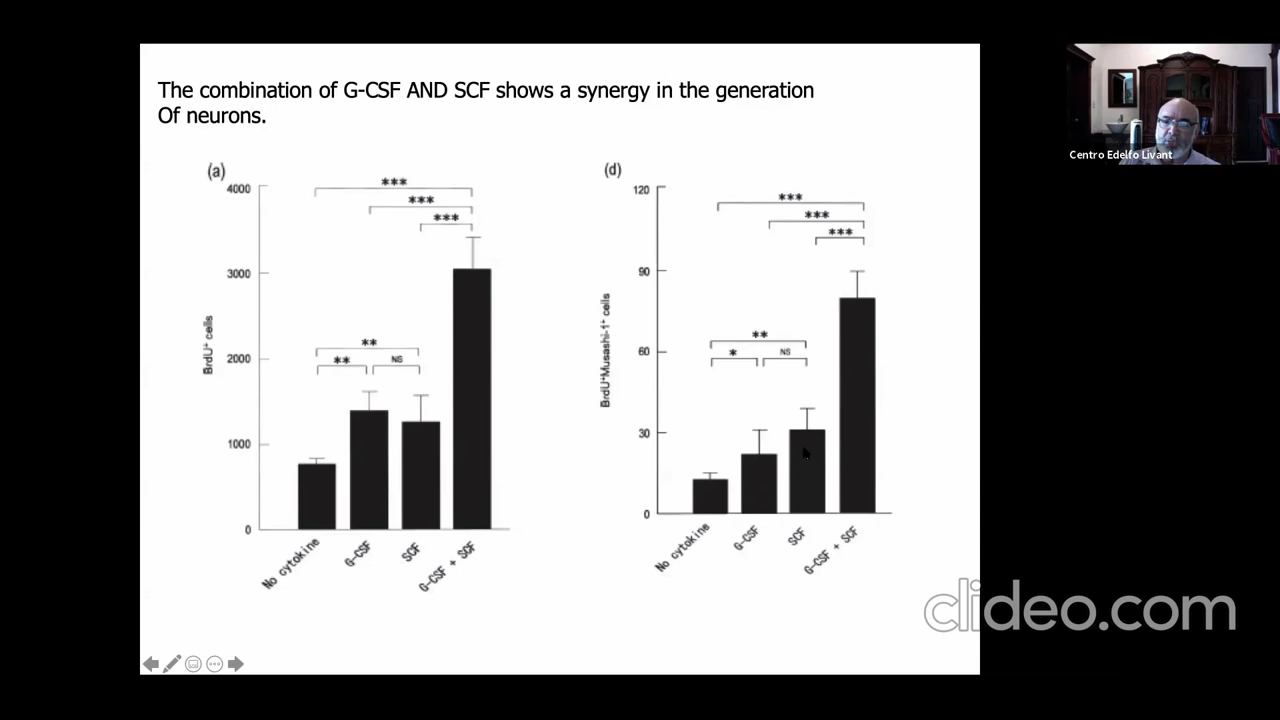 The combination of G-CSF AND SCF shows a synergy in the generation
Of neurons.
Centro Edelfo Livant
(a)
4000
3000
2000
1000
0
BrdU⁺ cells
***
***
***
**
**
NS
No cytokine
G-CSF
SCF
G-CSF + SCF
(d)
120
90
60
30
0
BrdU⁺Musashi-1⁺ cells
***
***
***
**
*
NS
No cytokine
G-CSF
SCF
G-CSF + SCF
clideo.com